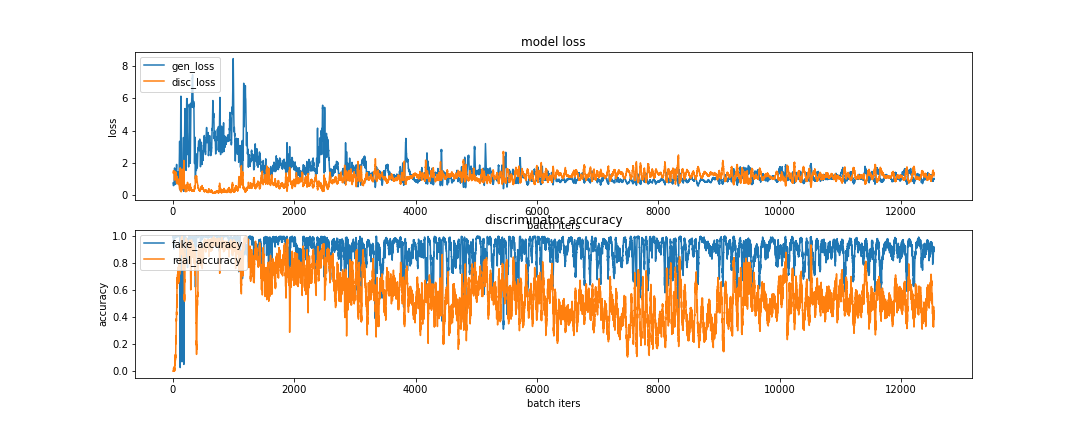 model loss
gen_loss
disc_loss
loss
8
6
4
2
0
0 2000 4000 6000 8000 10000 12000
batch iters
discriminator accuracy
fake_accuracy
real_accuracy
accuracy
1.0
0.8
0.6
0.4
0.2
0.0
0 2000 4000 6000 8000 10000 12000
batch iters